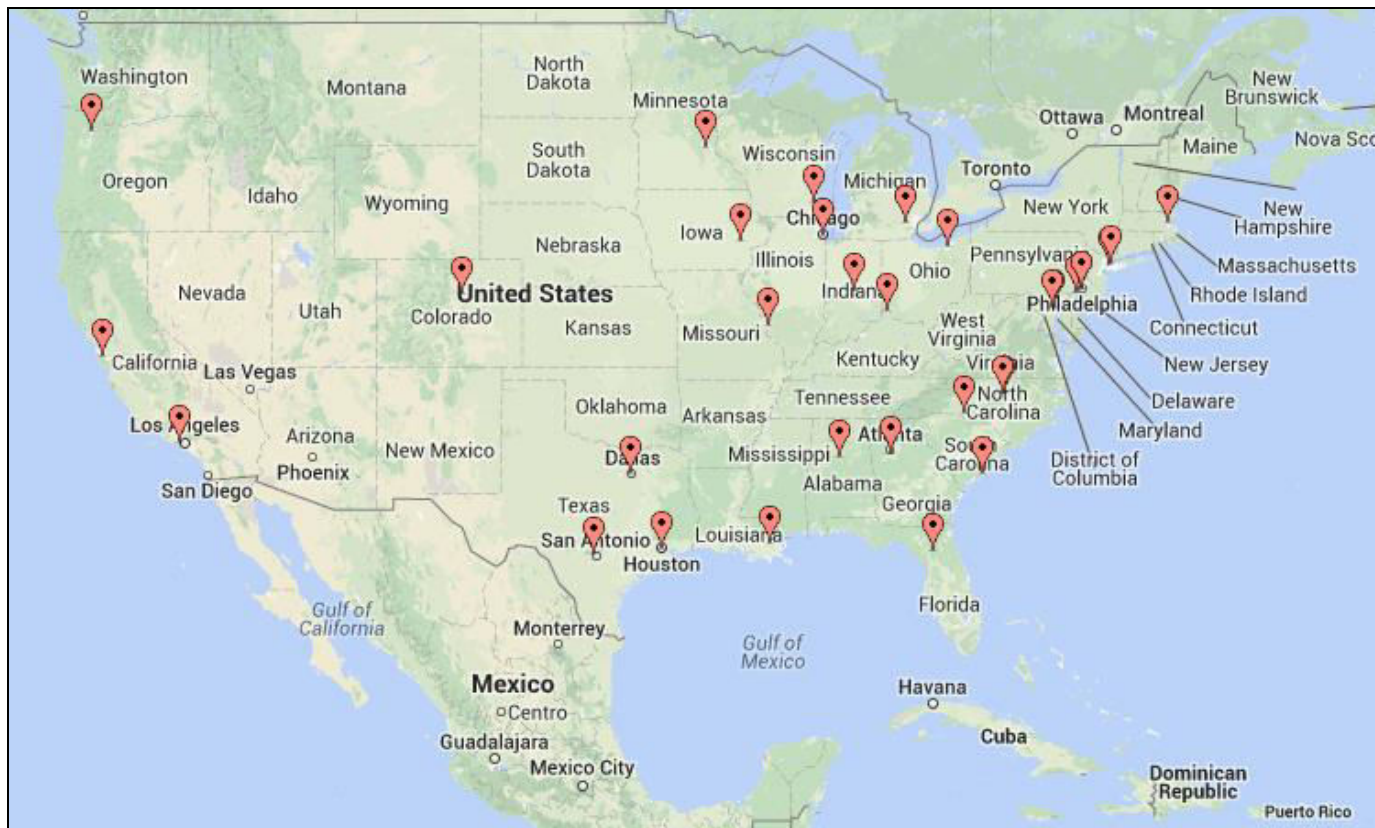 Washington
Montana
North
Dakota
Minnesota
Ottawa
Montreal
New
Brunswick
Nova Sco
Maine
Oregon
Idaho
Wyoming
South
Dakota
Wisconsin
Michigan
Toronto
New York
New
Hampshire
Nebraska
Iowa
Chicago
Illinois
Indiana
Ohio
Pennsylvania
Massachusetts
Rhode Island
Connecticut
New Jersey
Delaware
Maryland
District of
Columbia
Philadelphia
Nevada
Utah
Colorado
United States
Kansas
Missouri
Kentucky
West
Virginia
Virginia
California
Las Vegas
Los Angeles
San Diego
Arizona
Phoenix
New Mexico
Oklahoma
Arkansas
Tennessee
North
Carolina
Dallas
Texas
San Antonio
Houston
Louisiana
Mississippi
Alabama
Atlanta
Georgia
South
Carolina
Florida
Gulf of
California
Monterrey
Gulf of
Mexico
Mexico
Centro
Guadalajara
Mexico City
Havana
Cuba
Dominican
Republic
Puerto Rico